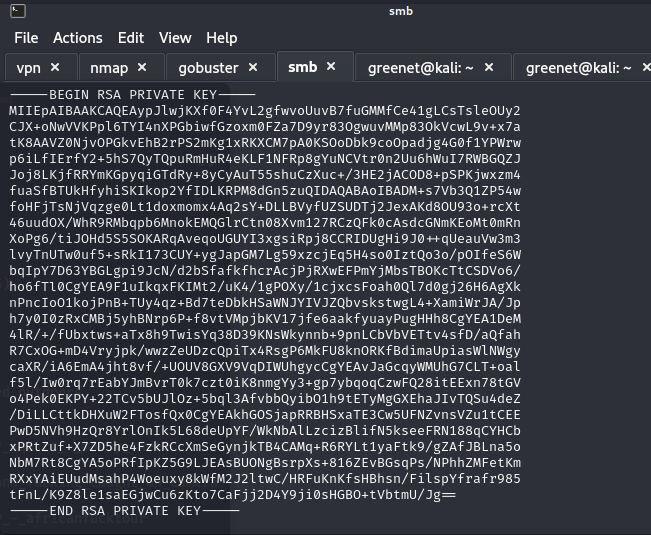 smb
File Actions Edit View Help
vpn × nmap × gobuster × smb × greenet@kali: ~ × greenet@kali: ~ ×
-----BEGIN RSA PRIVATE KEY-----
MIIEpAIBAAKCAQEAypJlwjKXf0F4YvL2gfwvoUuvB7fuGMMfCe41gLCsTsleOUy2
CJX+oNwVVKPpl6TYI4nXPGbiwfGzoxm0FZa7D9yr83OgwuvMMp83OkVcwL9v+x7a
tK8AAVZ0NjvOPGkvEhB2rPS2mKg1xRKXCM7pA0KSOoDbk9coOpadjg4G0f1YPWrw
p6iLfIErfY2+5hS7QyTQpuRmHuR4eKLF1NFRp8gYuNCVtr0n2Uu6hWuI7RWBGQZJ
Joj8LKjfRRYmKGpyqiGTdRy+8yCyAuT55shuCzXuc+/3HE2jACOD8+pSPKjwxzm4
fuaSfBTUkHfyhiSKIkop2YfIDLKRPM8dGn5zuQIDAQABAoIBADM+s7Vb3Q1ZP54w
foHFjTsNjVqzge0Lt1doxmomx4Aq2sY+DLLBVyfUZSUDTj2JexAKd8OU93o+rcXt
46uudOX/WhR9RMbqpb6MnokEMQGlrCtn08Xvm127RCzQFk0cAsdcGNmKEoMt0mRn
XoPg6/tiJOHd5S5SOKARqAveqoUGUYI3xgsiRpj8CCRIDUgHi9J0++qUeauVw3m3
lvyTnUTw0uf5+sRkI173CUY+ygJapGM7Lg59xzcjEq5H4so0IztQo3o/pOIfeS6W
bqIpY7D63YBGLgpi9JcN/d2bSfafkfhcrAcjPjRXwEFPmYjMbsTBOKcTtCSDVo6/
ho6fTl0CgYEA9F1uIkqxFKIMt2/uK4/1gPOXy/1cjxcsFoah0Ql7d0gj26H6AgXk
nPncIoO1kojPnB+TUy4qz+Bd7teDbkHSaWNJYIVJZQbvskstwgL4+XamiWrJA/Jp
h7y0I0zRxCMBj5yhBNrp6P+f8vtVMpjbKV17jfe6aakfyuayPugHHh8CgYEA1DeM
4lR/+/fUbxtws+aTx8h9TwisYq38D39KNsWkynnb+9pnLCbVbVETtv4sfD/aQfah
R7CxOG+mD4Vryjpk/wwzZeUDzcQpiTx4RsgP6MkFU8knORKfBdimaUpiasWlNWgy
caXR/iA6EmA4jht8vf/+UOUV8GXV9VqDIWUhgycCgYEAvJaGcqyWMUhG7CLT+oal
f5l/Iw0rq7rEabYJmBvrT0k7czt0iK8nmgYy3+gp7ybqoqCzwFQ28itEExn78tGV
o4Pek0EKPY+22TCv5bUJlOz+5bql3AfvbbQyibO1h9tETyMgGXEhaJIvTQSu4deZ
/DiLLCttkDHXuW2FTosfQx0CgYEAkhGOSjapRRBHSxaTE3Cw5UFNZvnsVZu1tCEE
PwD5NVh9HzQr8YrlOnIk5L68deUpYF/WkNbAlLzcizBlifN5kseeFRN188qCYHCb
xPRtZuf+X7ZD5he4FzkRCcXmSeGynjkTB4CAMq+R6RYLt1yaFtk9/gZAfJBLna5o
NbM7Rt8CgYA5oPRfIpKZ5G9LJEAsBUONgBsrpXs+816ZEvBGsqPs/NPhhZMFetKm
RXxYAiEUudMsahP4Woeuxy8kWfM2J2ltwC/HRFuKnKfsHBhsn/FilspYfrafr985
tFnL/K9Z8le1saEGjwCu6zKto7CaFjj2D4Y9ji0sHGBO+tVbtmU/Jg==
-----END RSA PRIVATE KEY-----